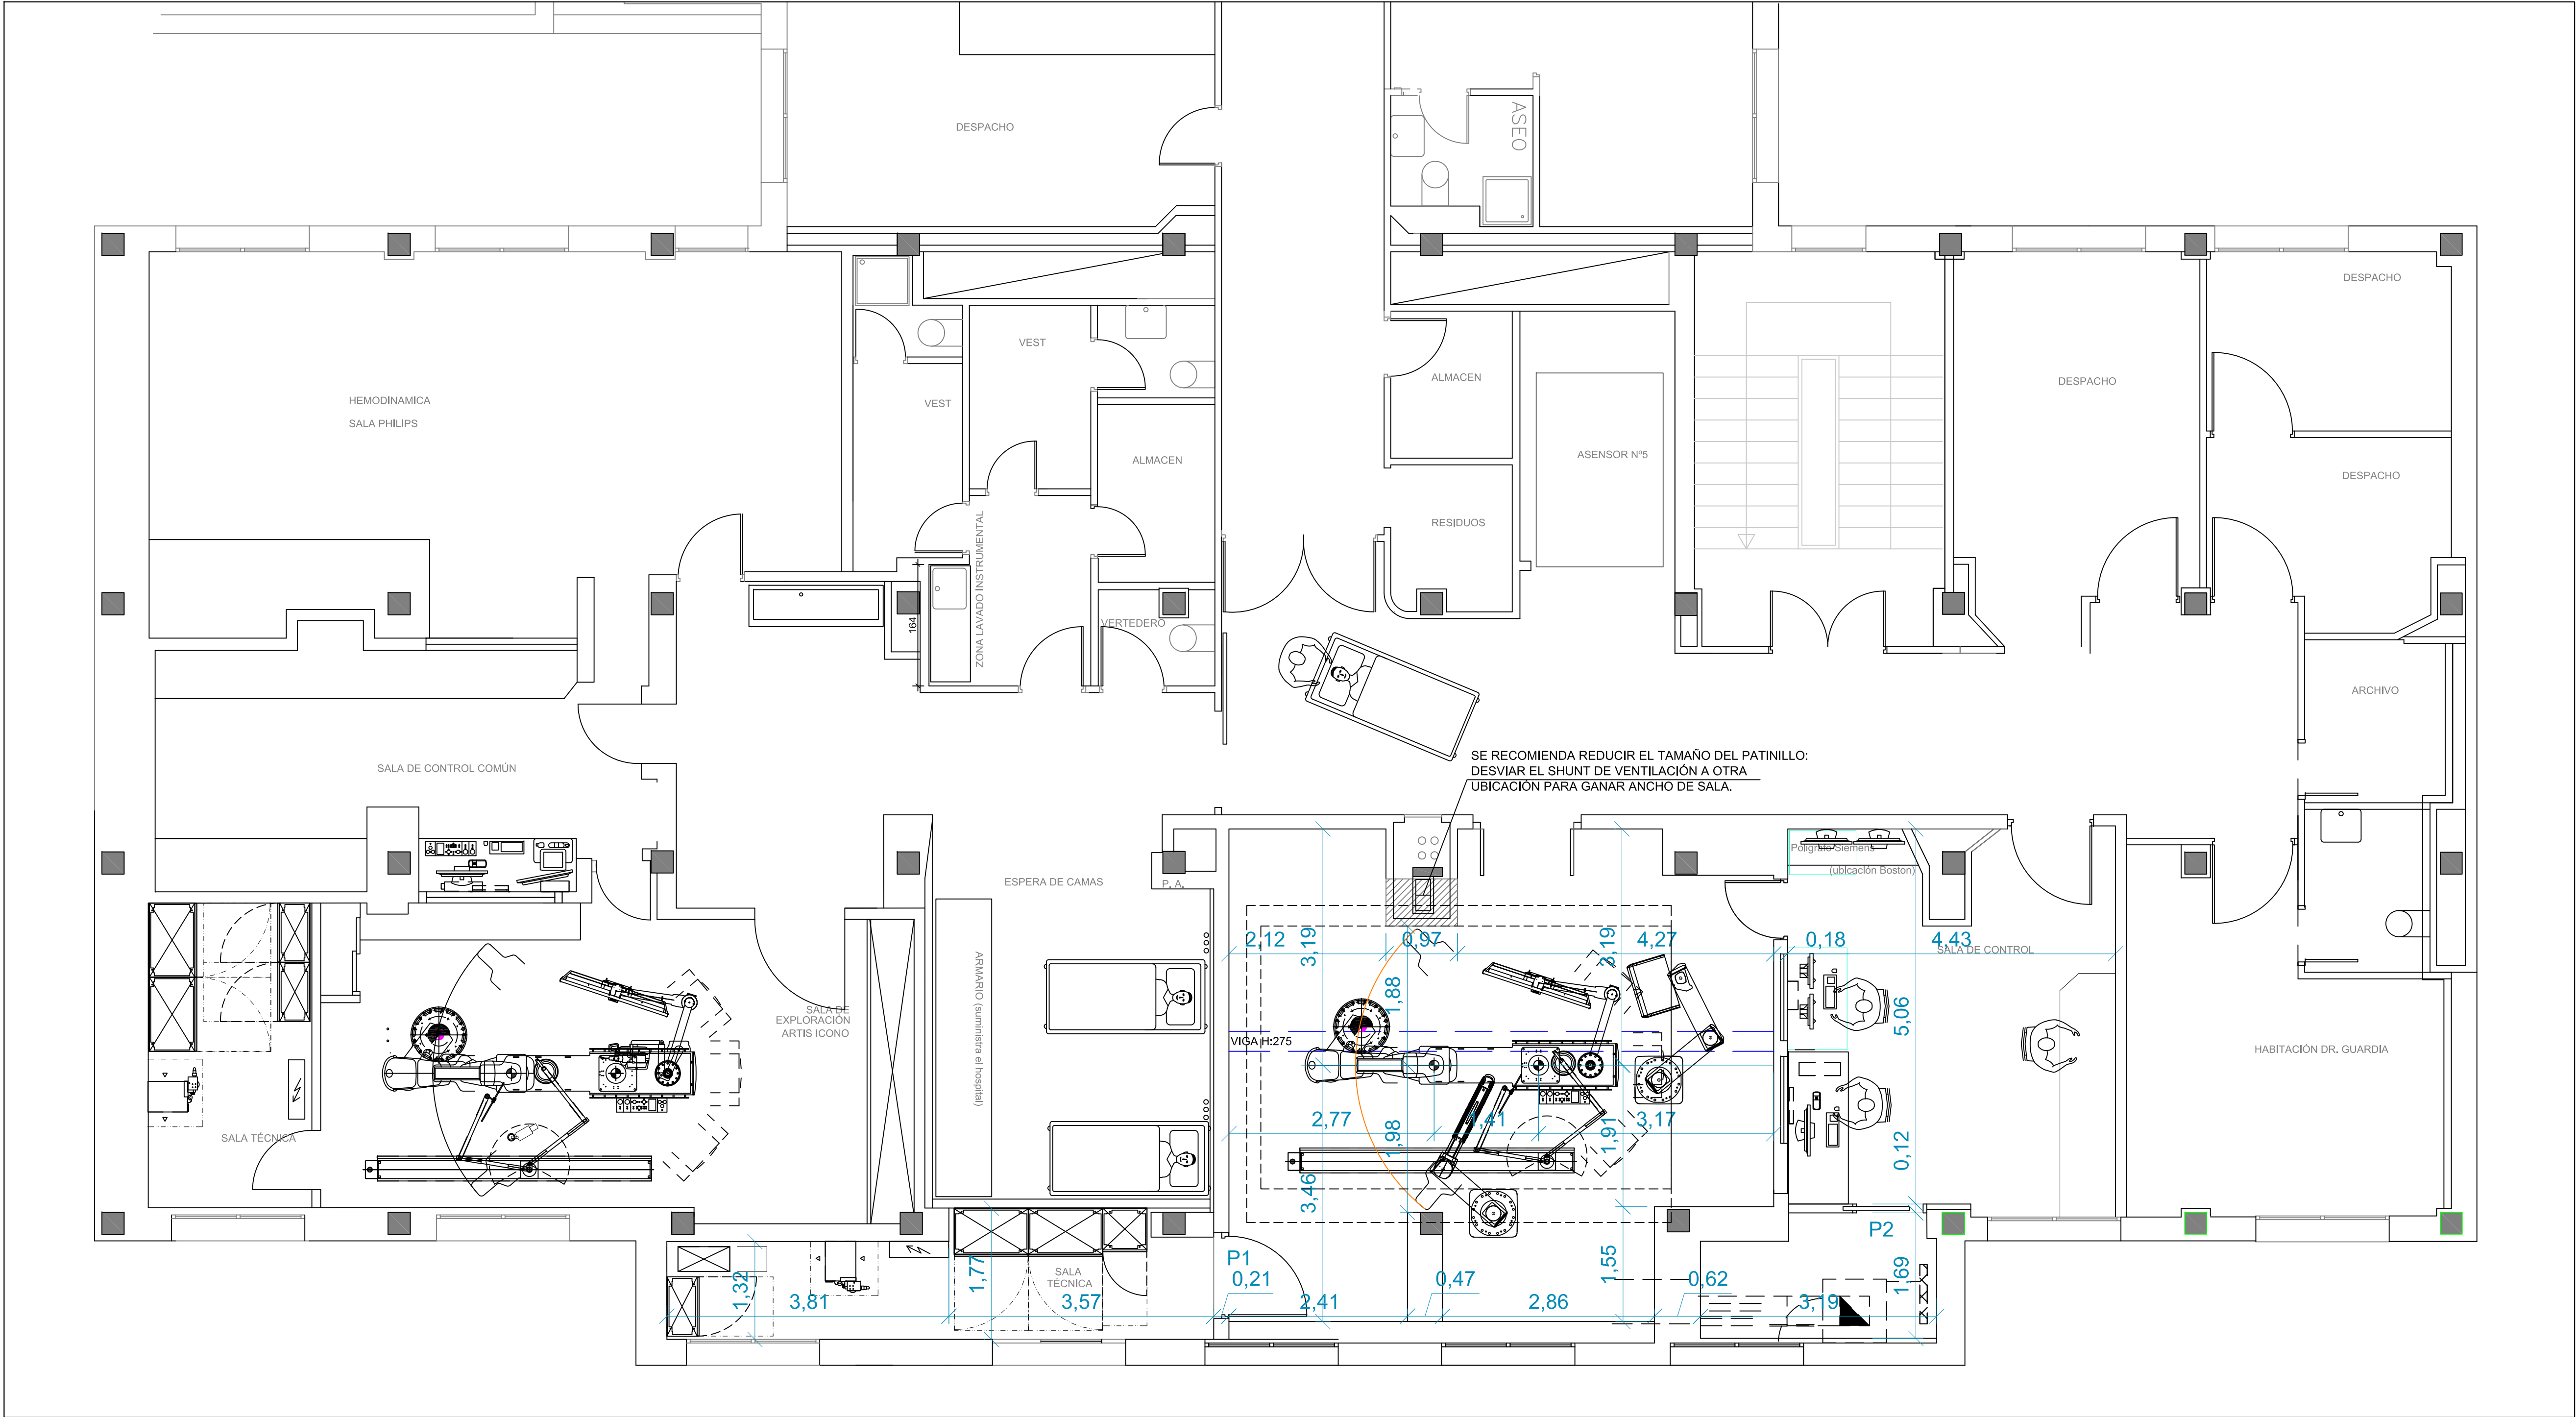 DESPACHO
ASEO
DESPACHO
HEMODINAMICA
SALA PHILIPS
VEST
VEST
ALMACEN
ALMACEN
ASENSOR Nº5
DESPACHO
DESPACHO
RESIDUOS
ZONA LAVADO INSTRUMENTAL
164
VERTEDERO
ARCHIVO
SALA DE CONTROL COMÚN
SE RECOMIENDA REDUCIR EL TAMAÑO DEL PATINILLO:
DESVIAR EL SHUNT DE VENTILACIÓN A OTRA
UBICACIÓN PARA GANAR ANCHO DE SALA.
Polígrafo Siemens
(ubicación Boston)
ESPERA DE CAMAS
P. A.
2,12
3,19
0,97
3,19
4,27
0,18
4,43
SALA DE CONTROL
ARMARIO (suministra el hospital)
1,88
5,06
SALA DE
EXPLORACIÓN
ARTIS ICONO
VIGA H:275
HABITACIÓN DR. GUARDIA
SALA TÉCNICA
2,77
1,98
1,41
1,91
3,17
0,12
3,46
P1
P2
1,32
3,81
1,77
SALA
TÉCNICA
3,57
0,21
2,41
0,47
2,86
1,55
0,62
3,19
1,69